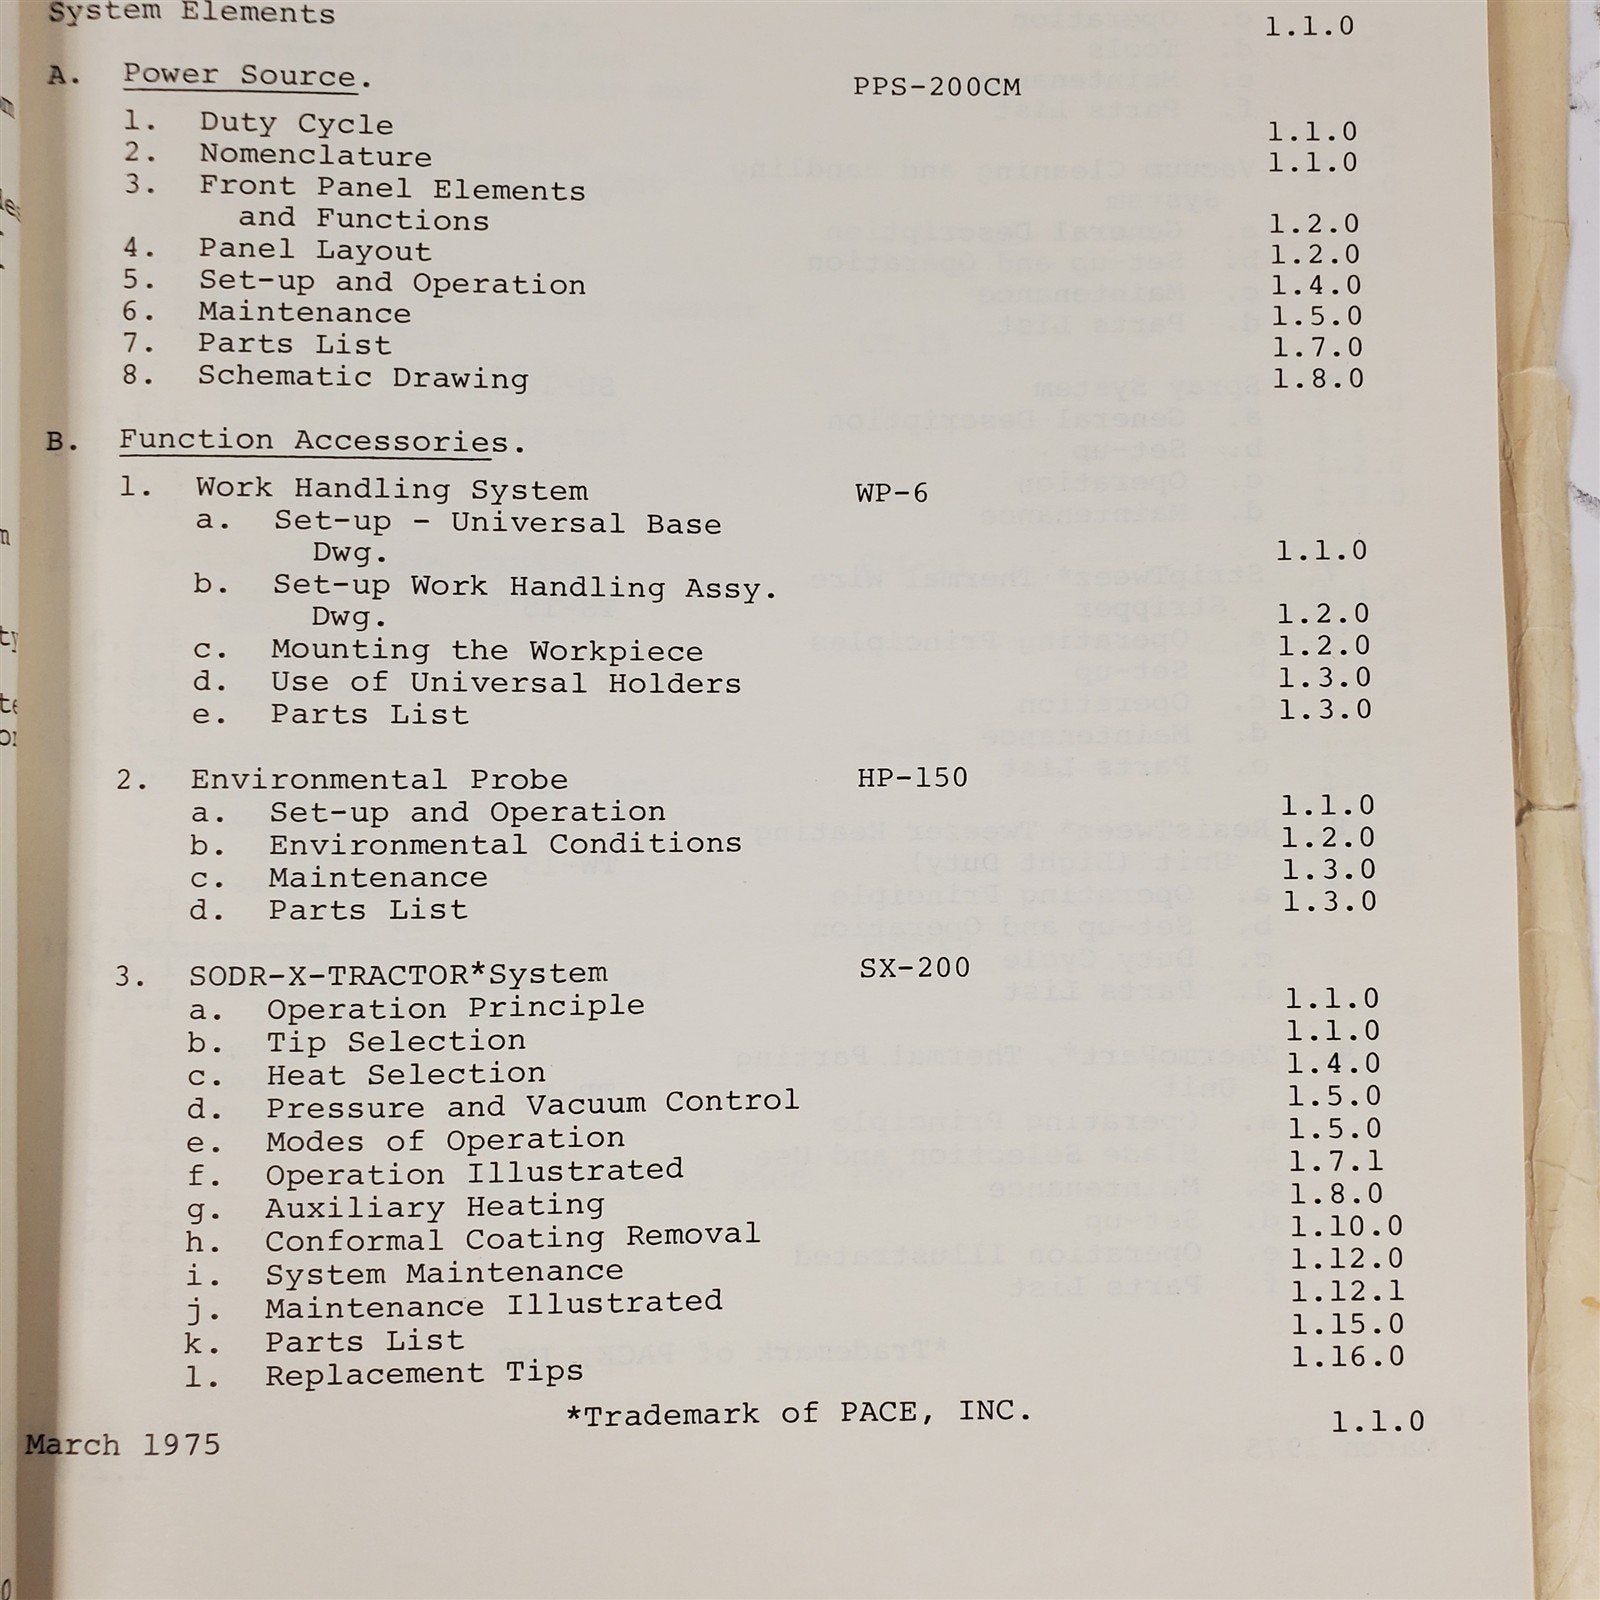 System Elements 1.1.0
A. Power Source. PPS-200CM
1. Duty Cycle 1.1.0
2. Nomenclature 1.1.0
3. Front Panel Elements
and Functions 1.2.0
4. Panel Layout 1.2.0
5. Set-up and Operation 1.4.0
6. Maintenance 1.5.0
7. Parts List 1.7.0
8. Schematic Drawing 1.8.0
B. Function Accessories.
1. Work Handling System WP-6
a. Set-up - Universal Base
Dwg. 1.1.0
b. Set-up Work Handling Assy.
Dwg. 1.2.0
c. Mounting the Workpiece 1.2.0
d. Use of Universal Holders 1.3.0
e. Parts List 1.3.0
2. Environmental Probe HP-150
a. Set-up and Operation 1.1.0
b. Environmental Conditions 1.2.0
c. Maintenance 1.3.0
d. Parts List 1.3.0
3. SODR-X-TRACTOR*System SX-200
a. Operation Principle 1.1.0
b. Tip Selection 1.1.0
c. Heat Selection 1.4.0
d. Pressure and Vacuum Control 1.5.0
e. Modes of Operation 1.5.0
f. Operation Illustrated 1.7.1
g. Auxiliary Heating 1.8.0
h. Conformal Coating Removal 1.10.0
i. System Maintenance 1.12.0
j. Maintenance Illustrated 1.12.1
k. Parts List 1.15.0
l. Replacement Tips 1.16.0
*Trademark of PACE, INC. 1.1.0
March 1975